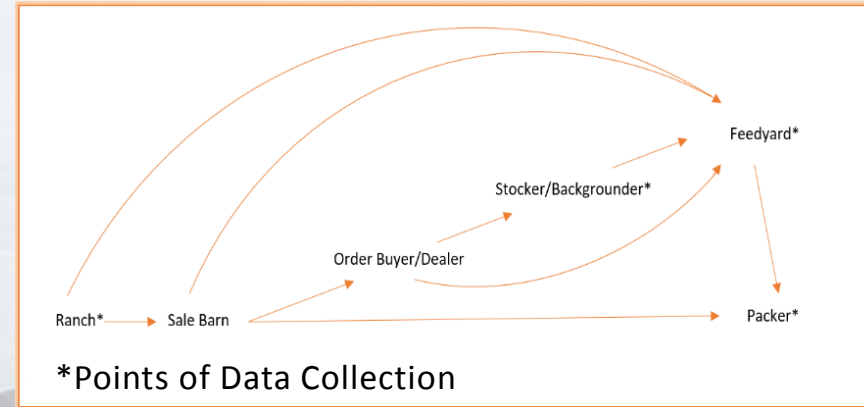 Feedyard*
Stocker/Backgrounder*
Order Buyer/Dealer
Ranch* Sale Barn Packer*
*Points of Data Collection